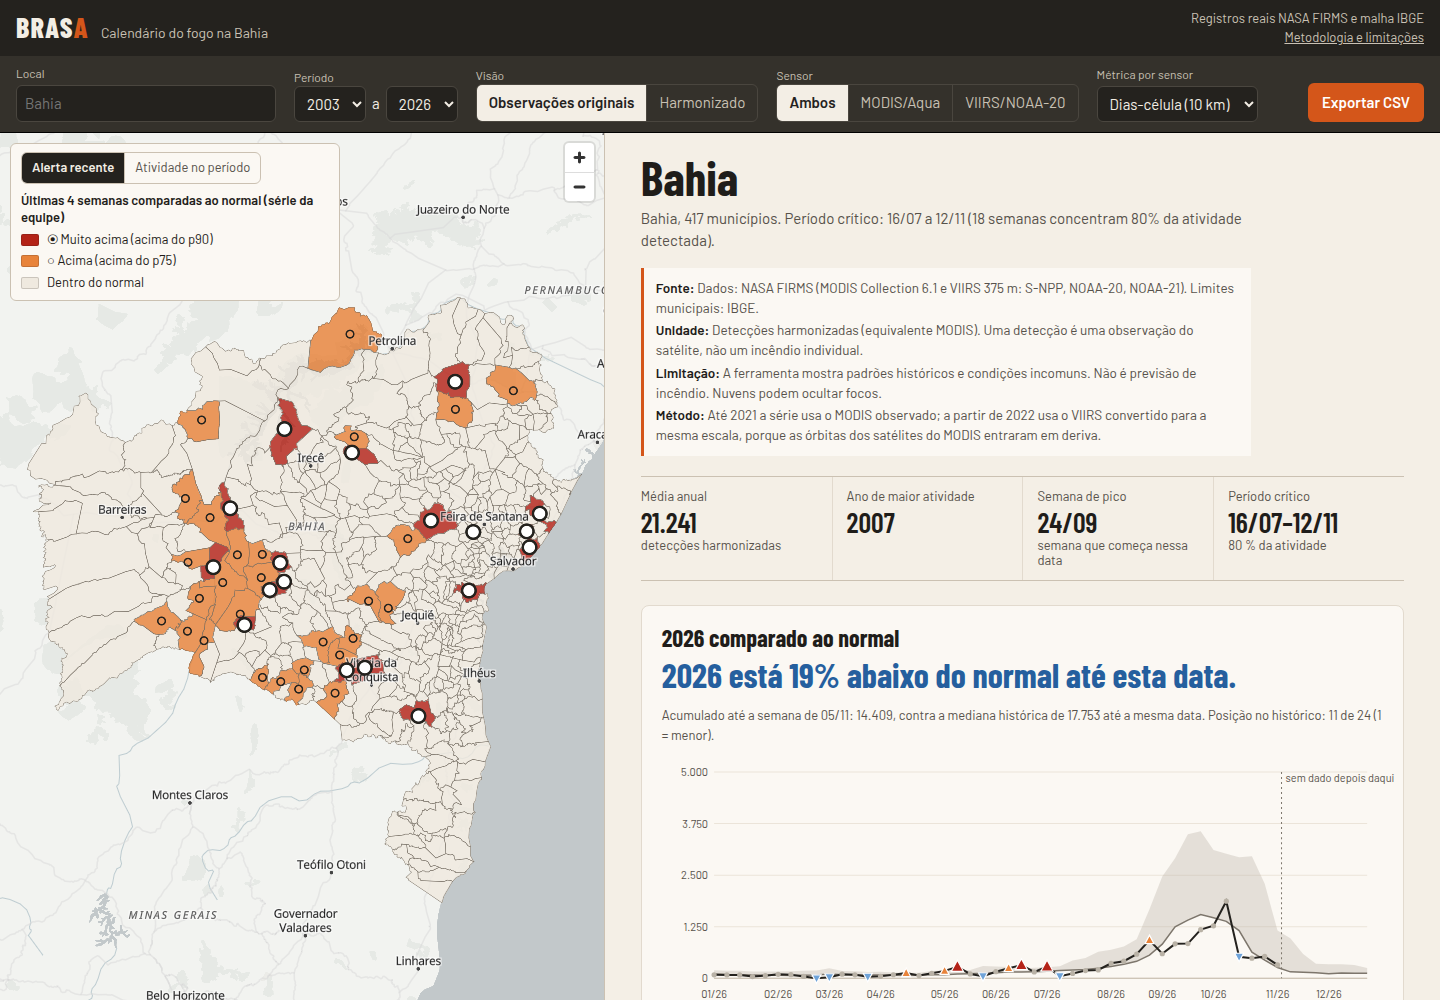 BRASA Calendário do fogo na Bahia
Registros reais NASA FIRMS e malha IBGE
Metodologia e limitações
Local
Bahia
Período
2003 a 2026
Visão
Observações originais Harmonizado
Sensor
Ambos MODIS/Aqua VIIRS/NOAA-20
Métrica por sensor
Dias-célula (10 km)
Exportar CSV
Alerta recente Atividade no período
Últimas 4 semanas comparadas ao normal (série da
equipe)
Muito acima (acima do p90)
Acima (acima do p75)
Dentro do normal
+
−
os
Juazeiro do Norte
PERNAMBUCO
Petrolina
A
Araca
Irecê
Barreiras
BAHIA
Feira de Santana
Salvador
Jequié
Vitória da
Conquista
Ilhéus
Montes Claros
Teófilo Otoni
MINAS GERAIS
Governador
Valadares
Linhares
Belo Horizonte
Bahia
Bahia, 417 municípios. Período crítico: 16/07 a 12/11 (18 semanas concentram 80% da atividade
detectada).
Fonte: Dados: NASA FIRMS (MODIS Collection 6.1 e VIIRS 375 m: S-NPP, NOAA-20, NOAA-21). Limites
municipais: IBGE.
Unidade: Detecções harmonizadas (equivalente MODIS). Uma detecção é uma observação do
satélite, não um incêndio individual.
Limitação: A ferramenta mostra padrões históricos e condições incomuns. Não é previsão de
incêndio. Nuvens podem ocultar focos.
Método: Até 2021 a série usa o MODIS observado; a partir de 2022 usa o VIIRS convertido para a
mesma escala, porque as órbitas dos satélites do MODIS entraram em deriva.
Média anual
21.241
detecções harmonizadas
Ano de maior atividade
2007
Semana de pico
24/09
semana que começa nessa
data
Período crítico
16/07–12/11
80 % da atividade
2026 comparado ao normal
2026 está 19% abaixo do normal até esta data.
Acumulado até a semana de 05/11: 14.409, contra a mediana histórica de 17.753 até a mesma data. Posição no histórico: 11 de 24 (1
= menor).
5.000
sem dado depois daqui
3.750
2.500
1.250
0
01/26 02/26 03/26 04/26 05/26 06/26 07/26 08/26 09/26 10/26 11/26 12/26